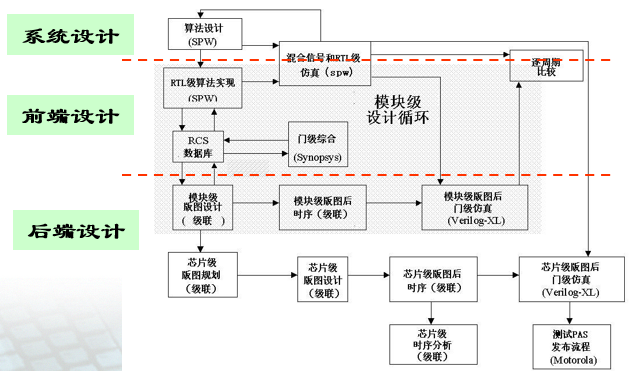 系统设计
算法设计
(SPW)
混合信号和RTL级
仿真（spw）
逐周期
比较
前端设计
RTL级算法实现
(SPW)
模块级
设计循环
RCS
数据库
门级综合
(Synopsys)
后端设计
模块级
版图设计
( 级联 )
模块级版图后
时序（级联）
模块级版图后
门级仿真
(Verilog-XL)
芯片级
版图规划
（级联）
芯片级
版图设计
（级联）
芯片级版图后
时序（级联）
芯片级版图后
门级仿真
(Verilog-XL)
芯片级
时序分析
（级联）
测试PAS
发布流程
(Motorola)